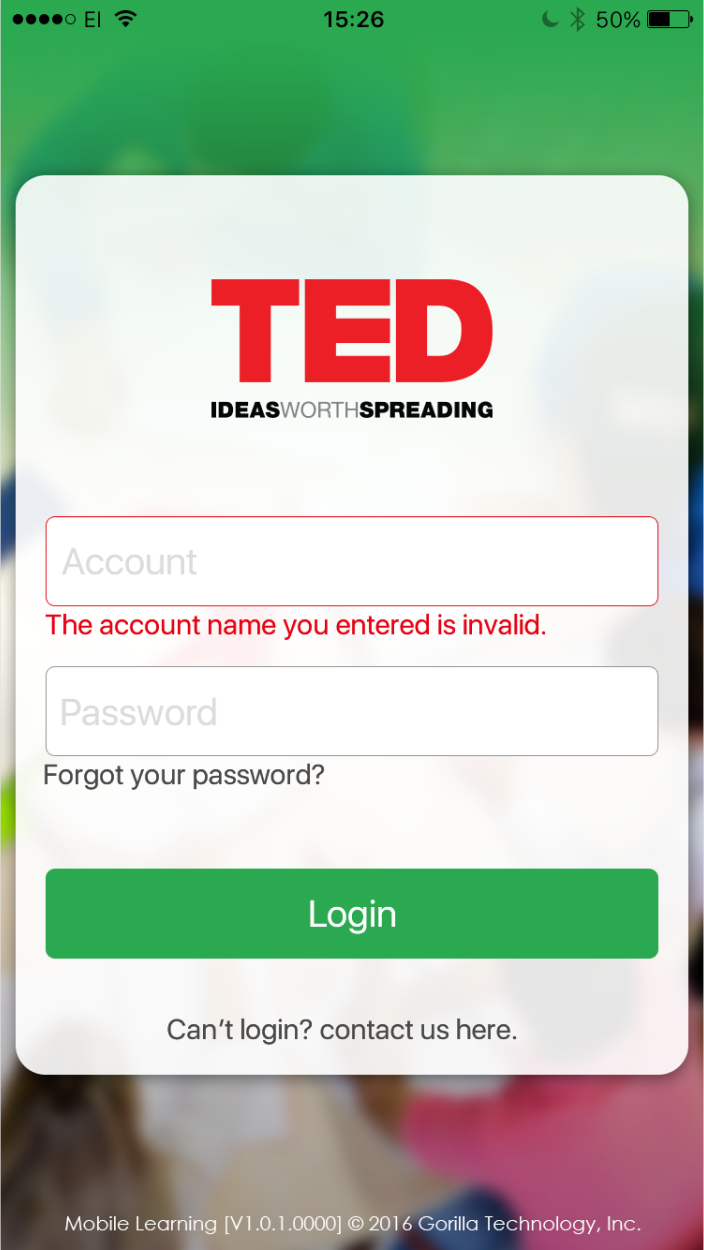 EI 15:26 50%
TED
IDEASWORTHSPREADING
Account
The account name you entered is invalid.
Password
Forgot your password?
Login
Can’t login? contact us here.
Mobile Learning [V1.0.1.0000] © 2016 Gorilla Technology, Inc.